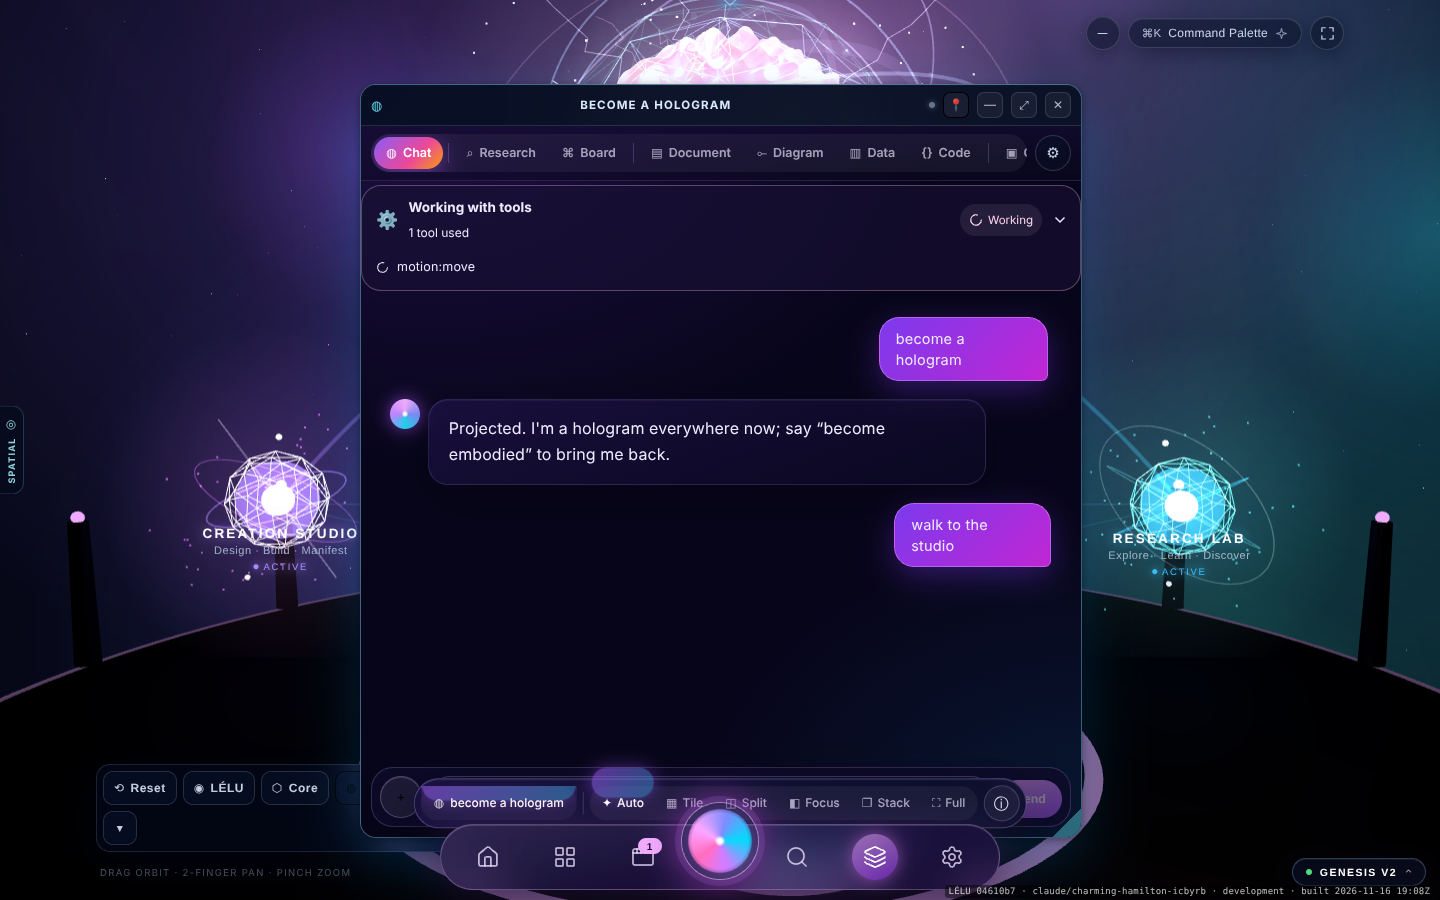 ⌘K Command Palette
BECOME A HOLOGRAM
Chat Research Board Document Diagram Data {} Code
Working with tools
1 tool used
Working
motion:move
become a
hologram
Projected. I'm a hologram everywhere now; say “become
embodied” to bring me back.
walk to the
studio
SPATIAL
CREATION STUDIO
Design · Build · Manifest
ACTIVE
RESEARCH LAB
Explore · Learn · Discover
ACTIVE
Reset LÉLU Core
become a hologram Auto Tile Split Focus Stack Full
1
DRAG ORBIT · 2-FINGER PAN · PINCH ZOOM
GENESIS V2
LÉLU 04610b7 · claude/charming-hamilton-icbyrb · development · built 2026-11-16 19:08Z